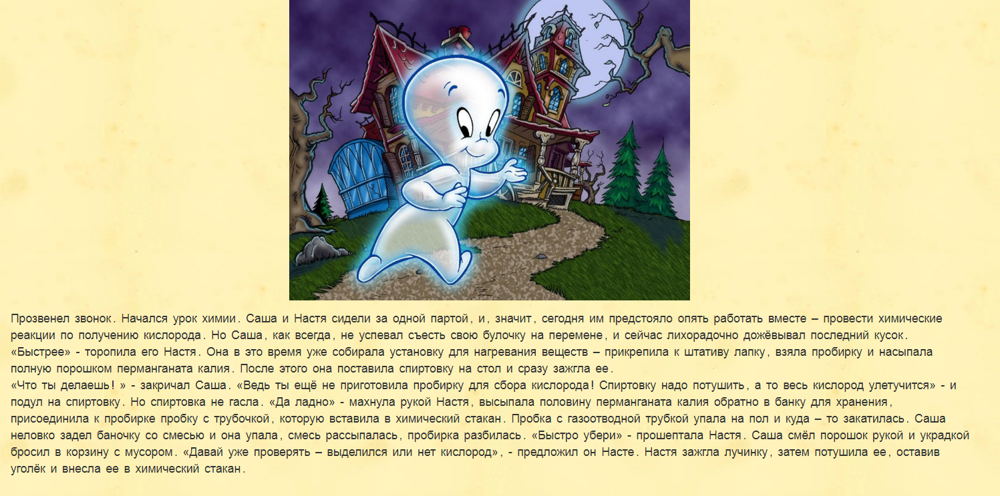 Прозвенел звонок. Начался урок химии. Саша и Настя сидели за одной партой, и, значит, сегодня им предстояло опять работать вместе – провести химические
реакции по получению кислорода. Но Саша, как всегда, не успевал съесть свою булочку на перемене, и сейчас лихорадочно дожёвывал последний кусок.
«Быстрее» - торопила его Настя. Она в это время уже собирала установку для нагревания веществ – прикрепила к штативу лапку, взяла пробирку и насыпала
полную порошком перманганата калия. После этого она поставила спиртовку на стол и сразу зажгла ее.
«Что ты делаешь! » - закричал Саша. «Ведь ты ещё не приготовила пробирку для сбора кислорода! Спиртовку надо потушить, а то весь кислород улетучится» - и
подул на спиртовку. Но спиртовка не гасла. «Да ладно» - махнула рукой Настя, высыпала половину перманганата калия обратно в банку для хранения,
присоединила к пробирке пробку с трубочкой, которую вставила в химический стакан. Пробка с газоотводной трубкой упала на пол и куда – то закатилась. Саша
неловко задел баночку со смесью и она упала, смесь рассыпалась, пробирка разбилась. «Быстро убери» - прошептала Настя. Саша смёл порошок рукой и украдкой
бросил в корзину с мусором. «Давай уже проверять – выделился или нет кислород», - предложил он Насте. Настя зажгла лучинку, затем потушила ее, оставив
уголёк и внесла ее в химический стакан.